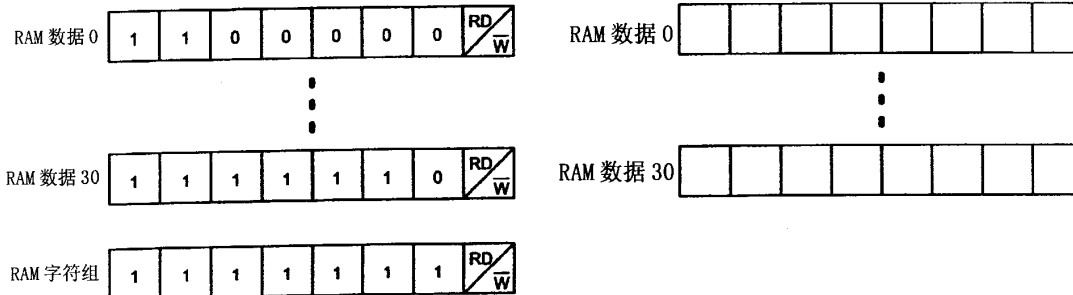 RAM 数据 0 1 1 0 0 0 0 0 RD/W̅
RAM 数据 0
RAM 数据 30 1 1 1 1 1 1 0 RD/W̅
RAM 数据 30
RAM 字符组 1 1 1 1 1 1 1 RD/W̅